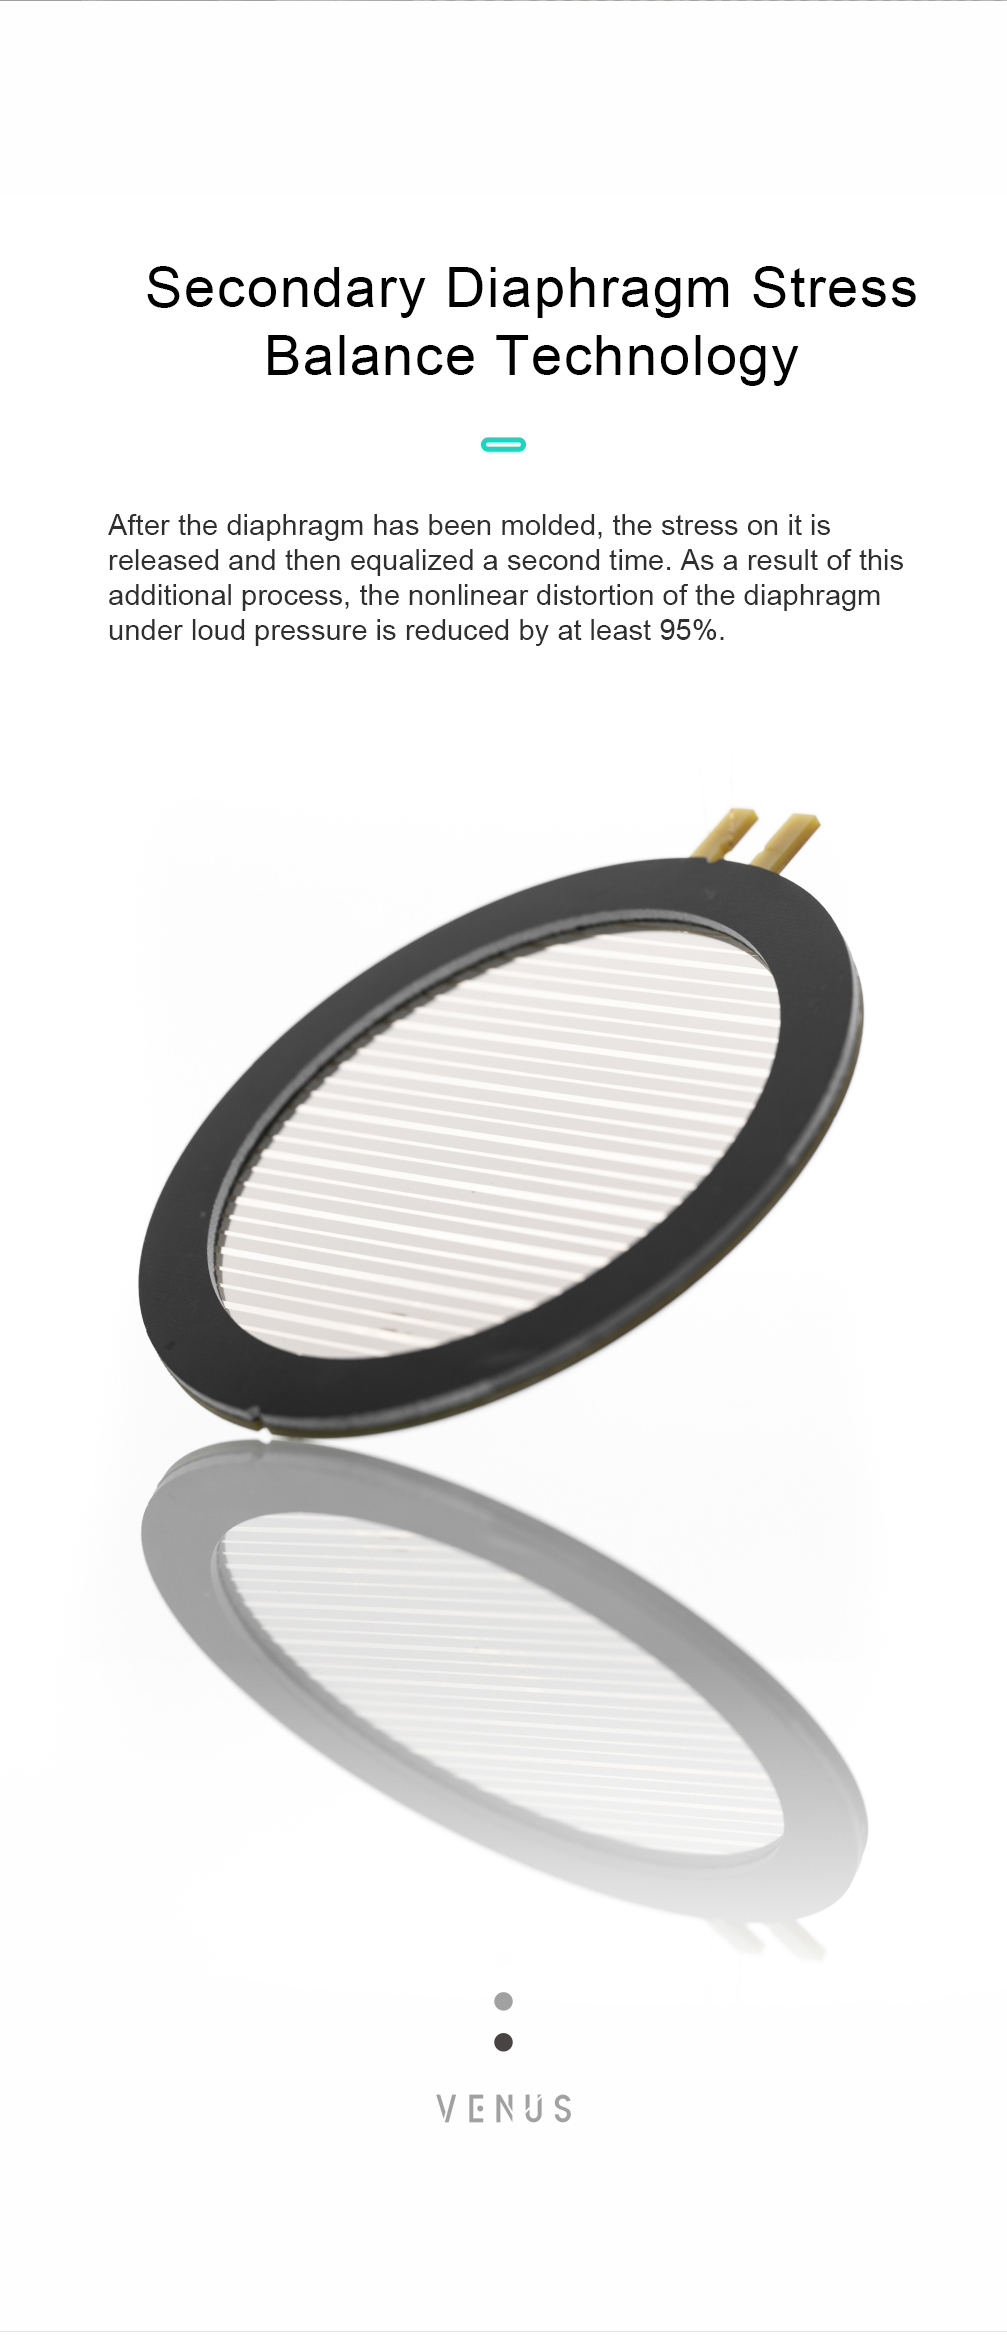 Secondary Diaphragm Stress
Balance Technology
After the diaphragm has been molded, the stress on it is
released and then equalized a second time. As a result of this
additional process, the nonlinear distortion of the diaphragm
under loud pressure is reduced by at least 95%.
VENUS